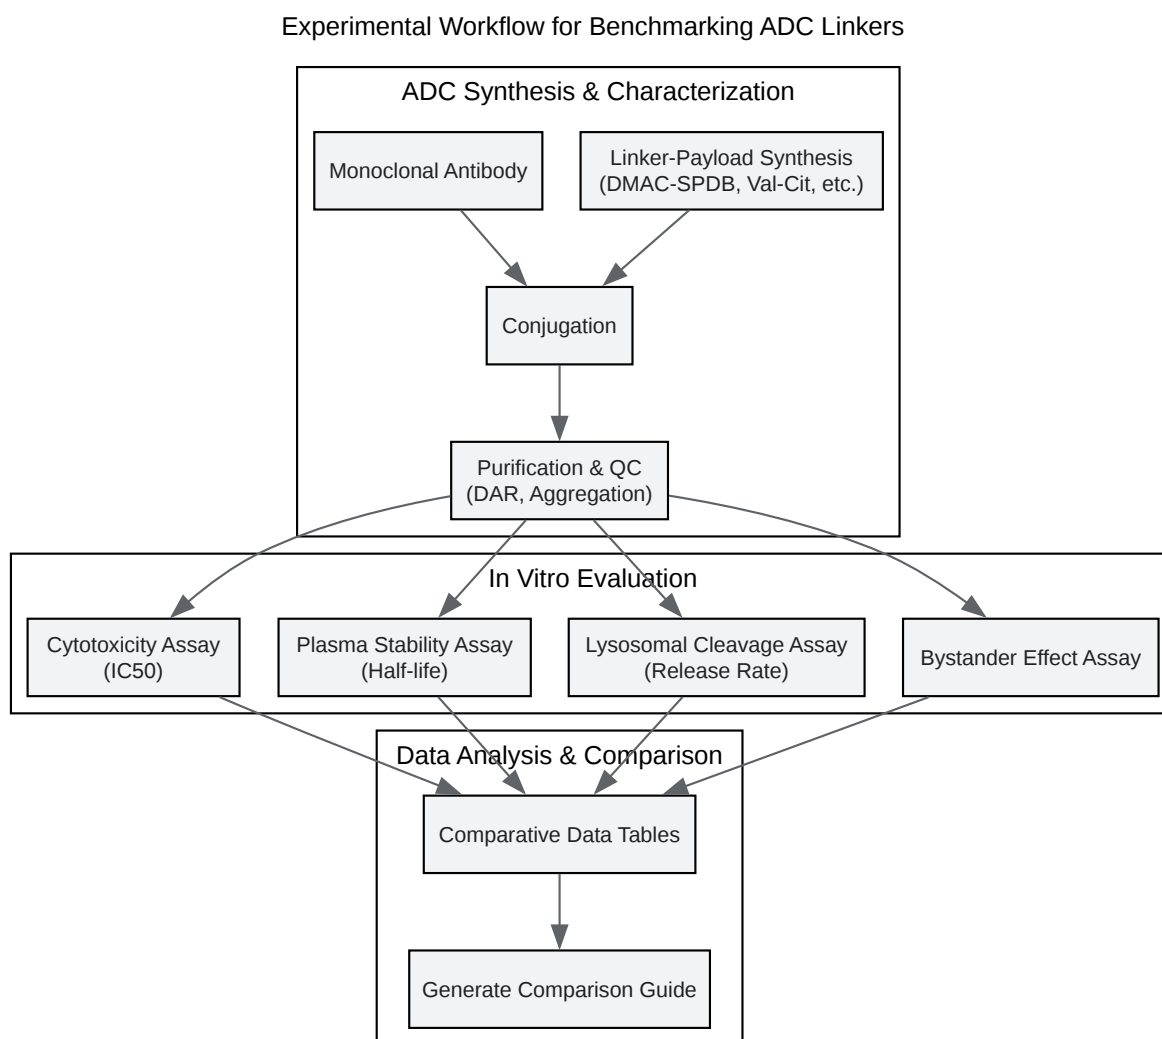 Experimental Workflow for Benchmarking ADC Linkers
ADC Synthesis & Characterization
Monoclonal Antibody
Linker-Payload Synthesis
(DMAC-SPDB, Val-Cit, etc.)
Conjugation
Purification & QC
(DAR, Aggregation)
In Vitro Evaluation
Cytotoxicity Assay
(IC50)
Plasma Stability Assay
(Half-life)
Lysosomal Cleavage Assay
(Release Rate)
Bystander Effect Assay
Data Analysis & Comparison
Comparative Data Tables
Generate Comparison Guide